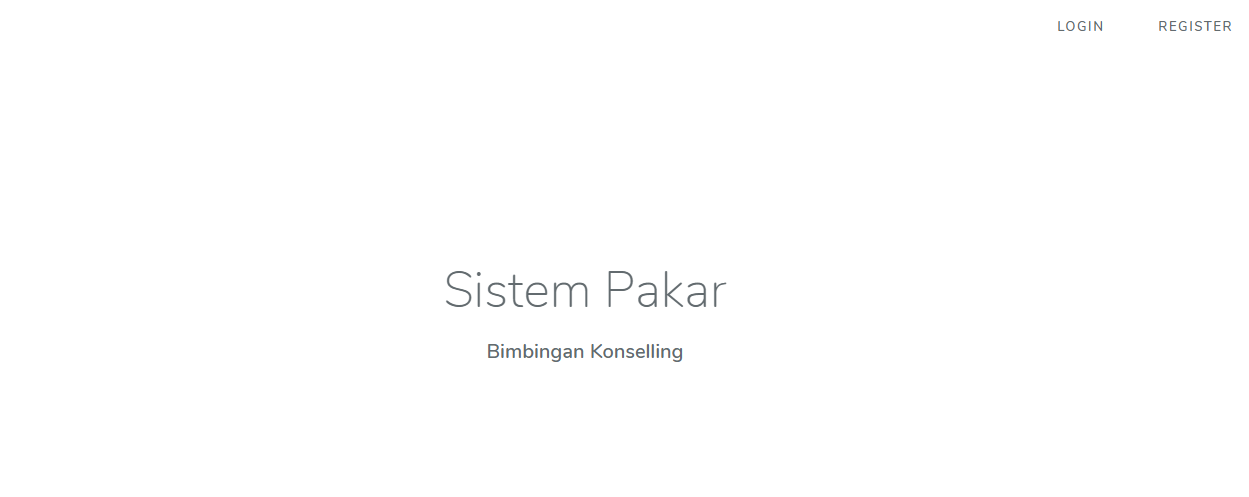 LOGIN REGISTER
Sistem Pakar
Bimbingan Konselling